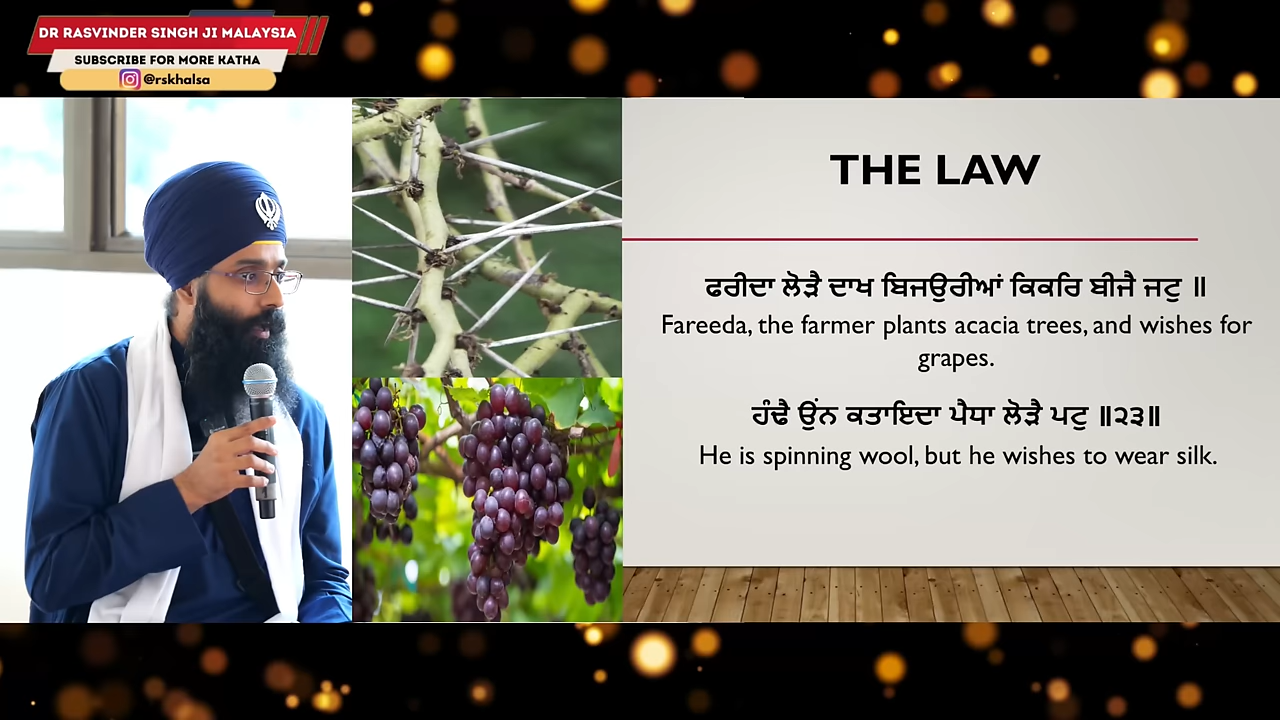 DR RASVINDER SINGH JI MALAYSIA
SUBSCRIBE FOR MORE KATHA
@rskhalsa
THE LAW
ਫਰੀਦਾ ਲੋੜੈ ਦਾਖ ਬਿਜਉਰੀਆਂ ਕਿਕਰਿ ਬੀਜੈ ਜਟੁ ॥
Fareeda, the farmer plants acacia trees, and wishes for
grapes.
ਹੰਢੈ ਉਂਨ ਕਤਾਇਦਾ ਪੈਧਾ ਲੋੜੈ ਪਟੁ ॥੨੩॥
He is spinning wool, but he wishes to wear silk.